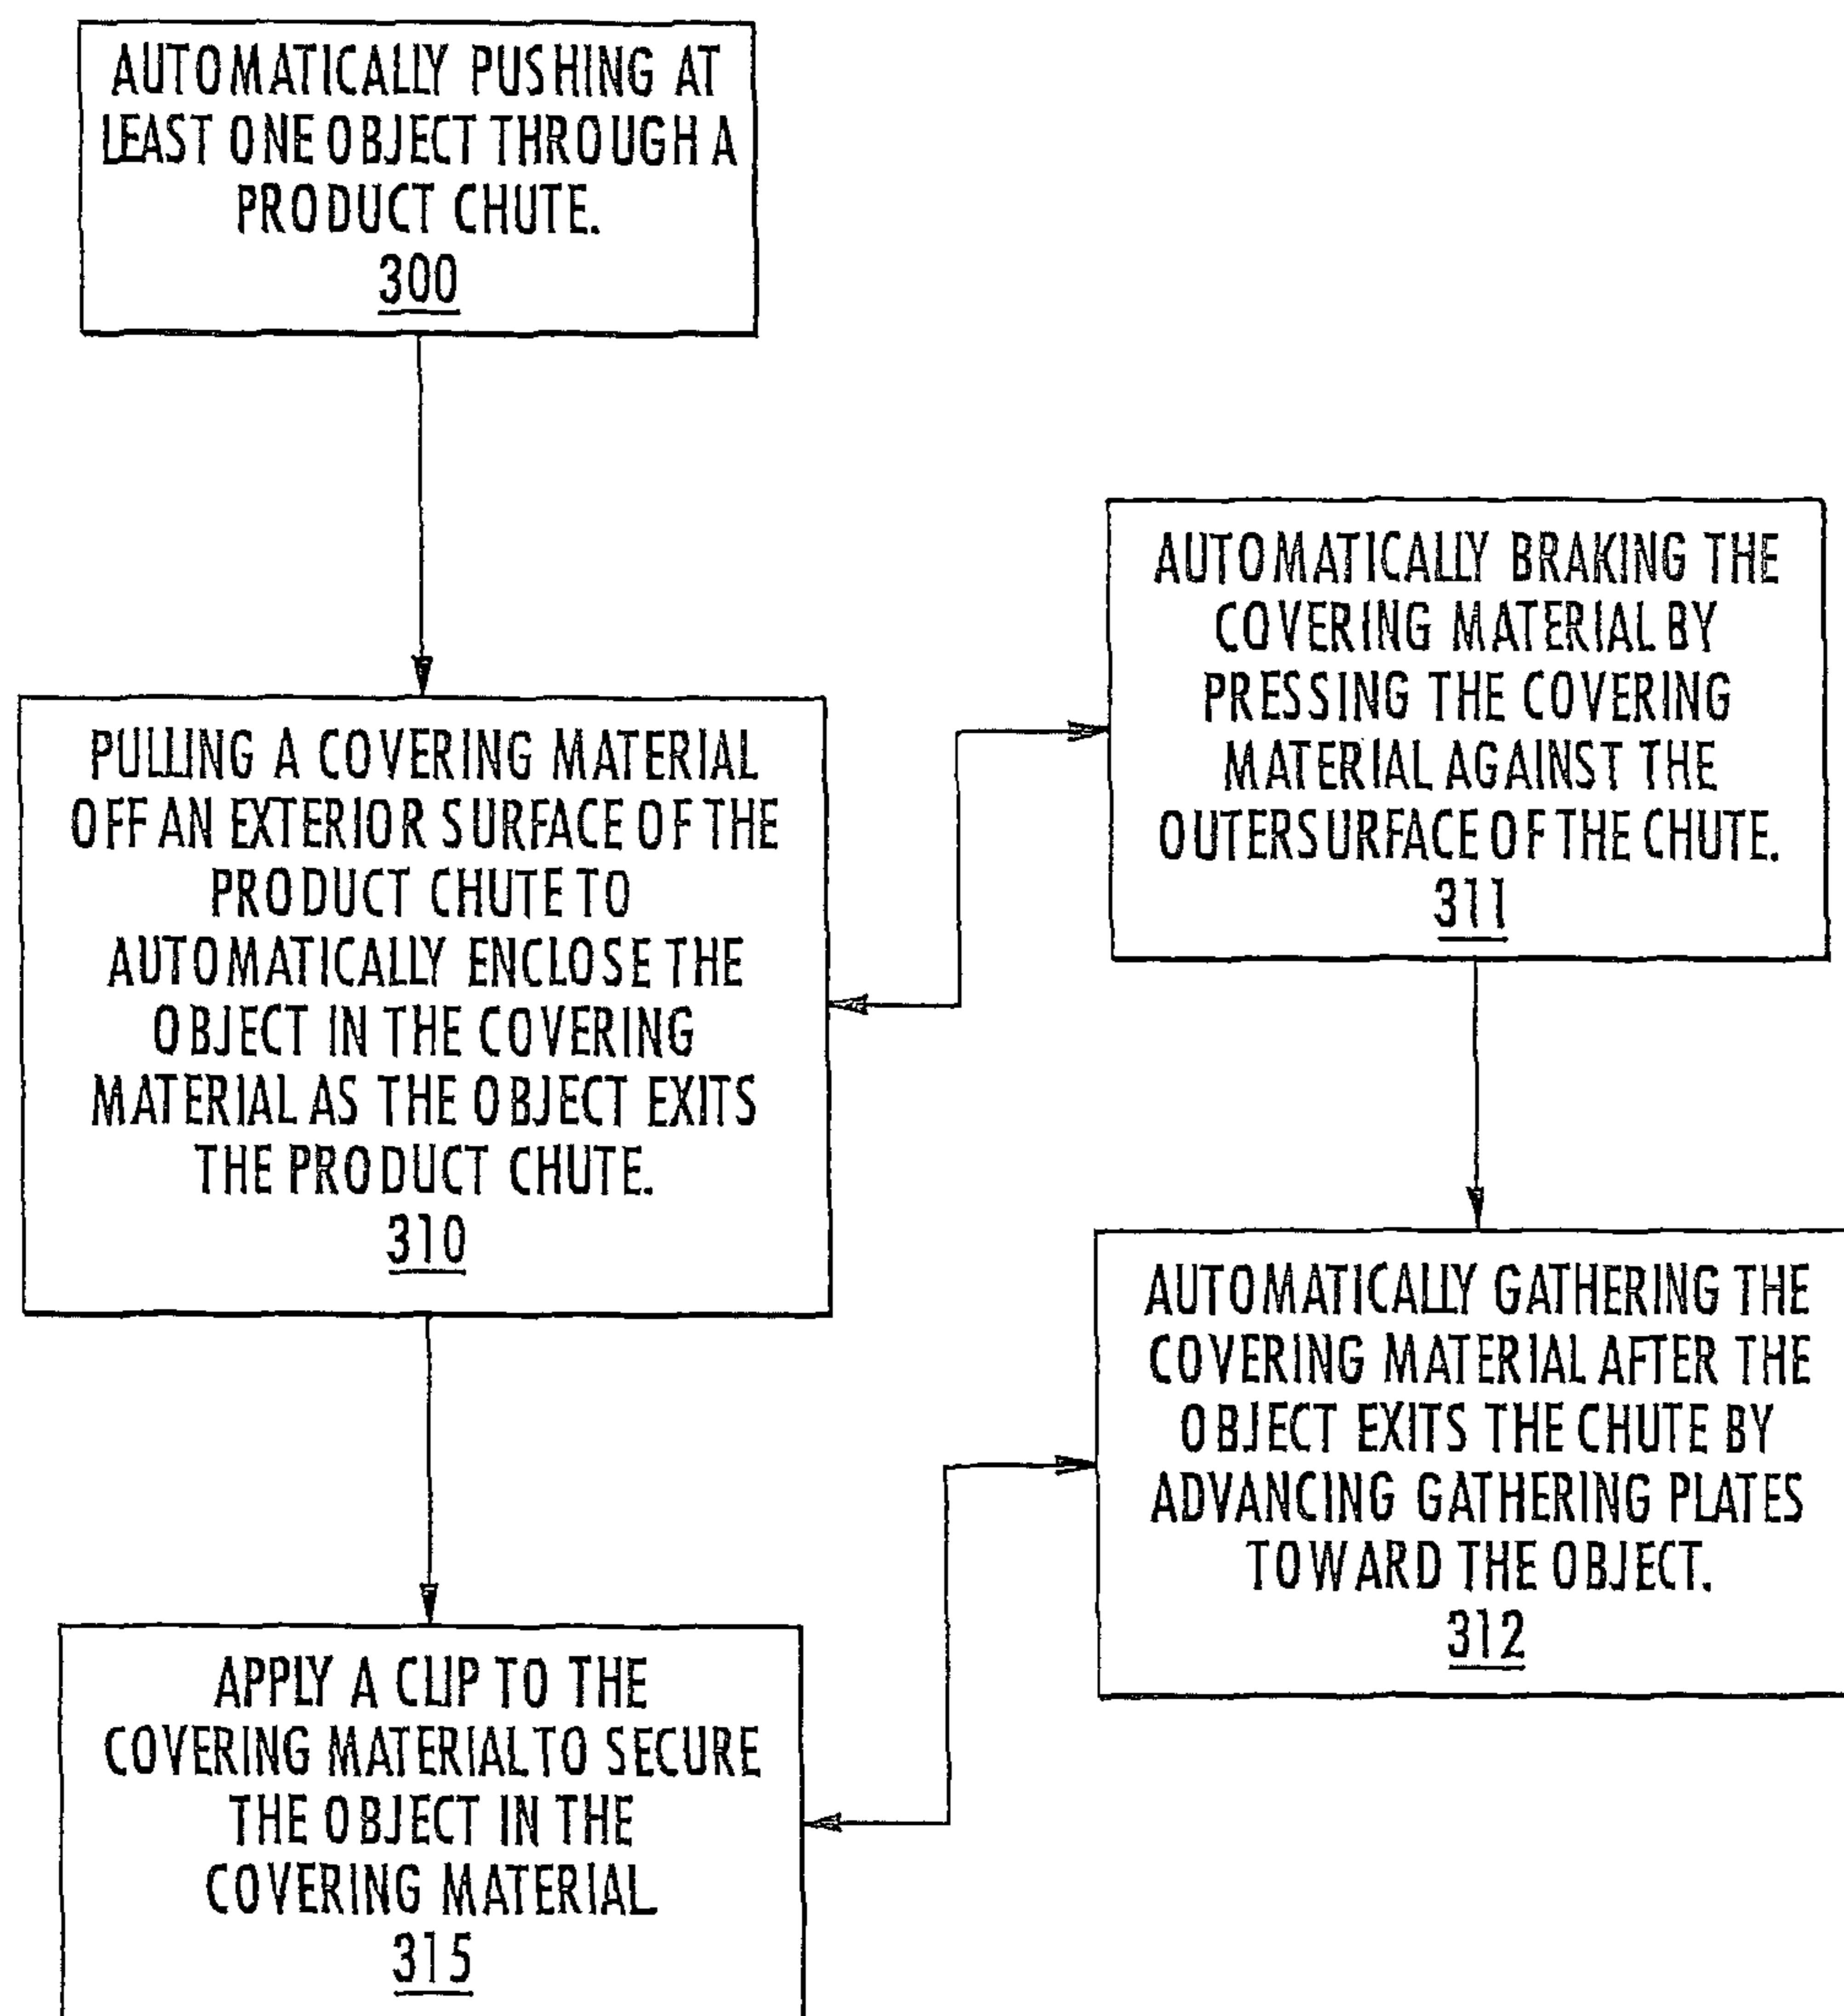 AUTOMATICALLY PUSHING AT
LEAST ONE OBJECT THROUGH A
PRODUCT CHUTE.
300
PULLING A COVERING MATERIAL
OFF AN EXTERIOR SURFACE OF THE
PRODUCT CHUTE TO
AUTOMATICALLY ENCLOSE THE
OBJECT IN THE COVERING
MATERIAL AS THE OBJECT EXITS
THE PRODUCT CHUTE.
310
AUTOMATICALLY BRAKING THE
COVERING MATERIAL BY
PRESSING THE COVERING
MATERIAL AGAINST THE
OUTERSURFACE OF THE CHUTE.
311
AUTOMATICALLY GATHERING THE
COVERING MATERIAL AFTER THE
OBJECT EXITS THE CHUTE BY
ADVANCING GATHERING PLATES
TOWARD THE OBJECT.
312
APPLY A CLIP TO THE
COVERING MATERIAL TO SECURE
THE OBJECT IN THE
COVERING MATERIAL.
315